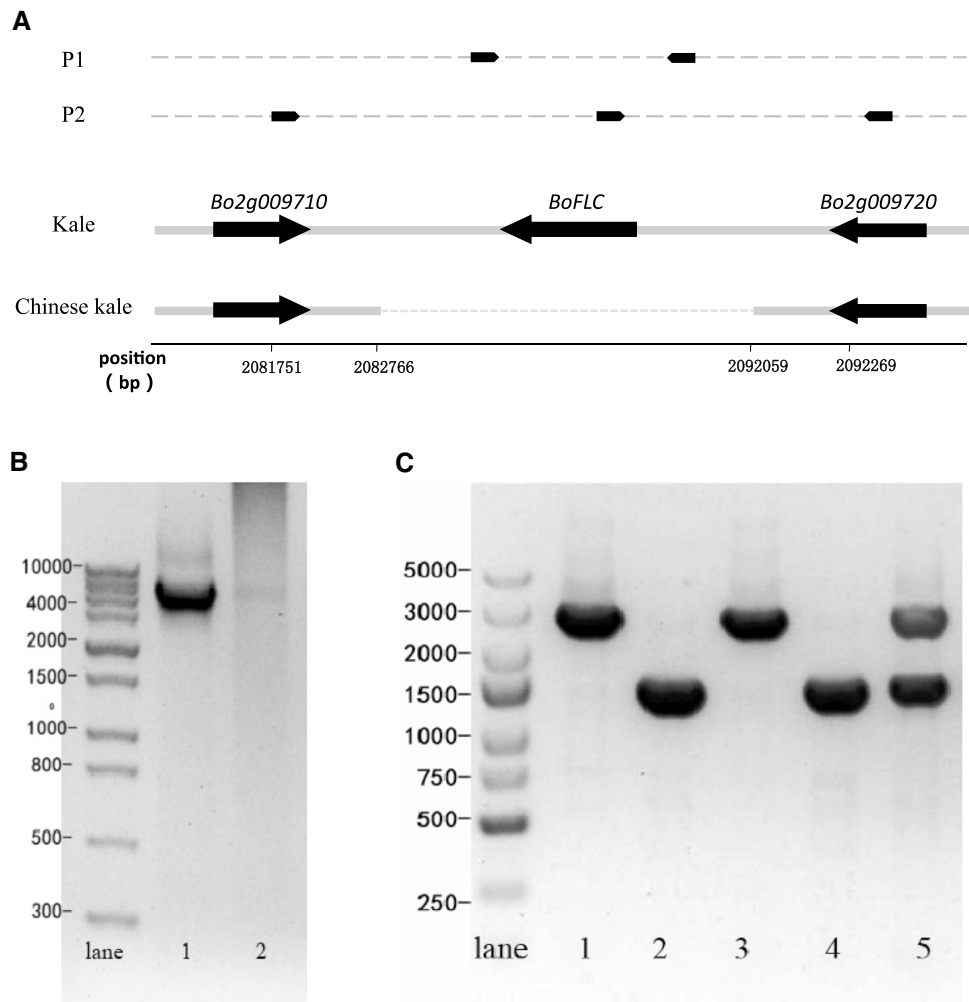 A
P1
P2
Bo2g009710 BoFLC Bo2g009720
Kale
Chinese kale
position
( bp )
2081751 2082766 2092059 2092269
B
10000
4000
2000
1500
1000
800
500
300
lane 1 2
C
5000
3000
2000
1500
1000
750
500
250
lane 1 2 3 4 5